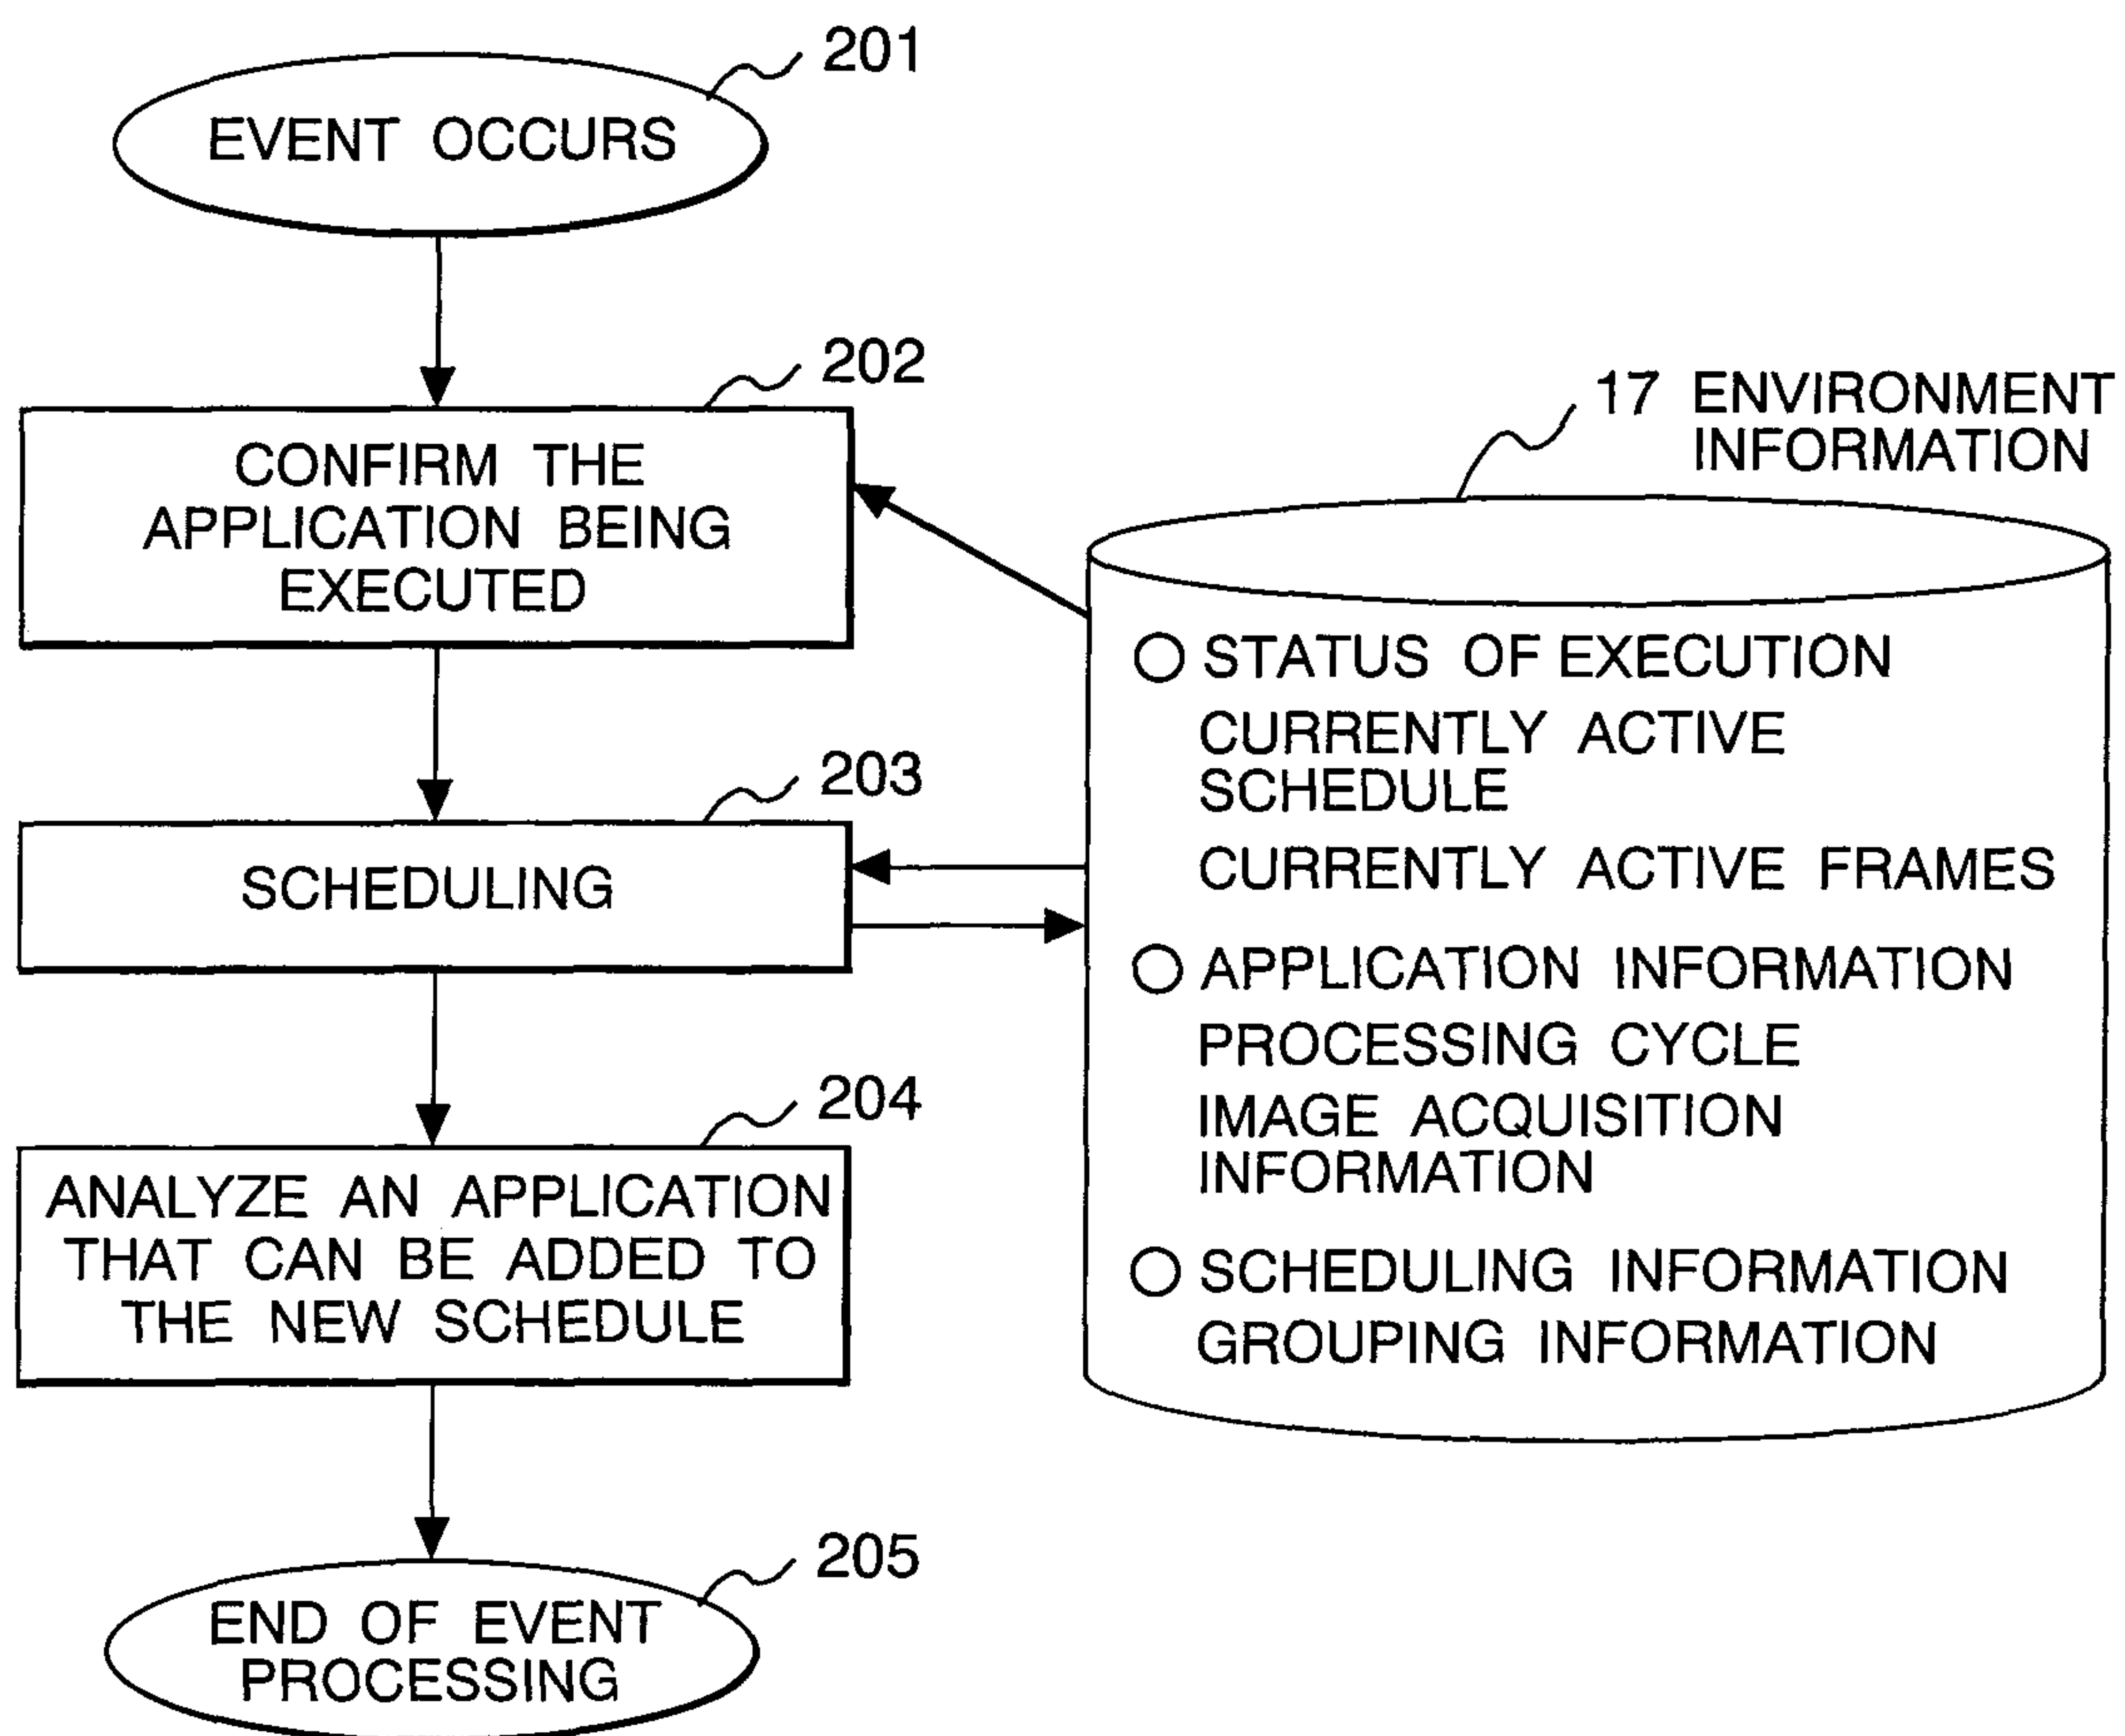 201
EVENT OCCURS
202
CONFIRM THE
APPLICATION BEING
EXECUTED
203
SCHEDULING
204
ANALYZE AN APPLICATION
THAT CAN BE ADDED TO
THE NEW SCHEDULE
205
END OF EVENT
PROCESSING
17 ENVIRONMENT
INFORMATION
○ STATUS OF EXECUTION
CURRENTLY ACTIVE
SCHEDULE
CURRENTLY ACTIVE FRAMES
○ APPLICATION INFORMATION
PROCESSING CYCLE
IMAGE ACQUISITION
INFORMATION
○ SCHEDULING INFORMATION
GROUPING INFORMATION